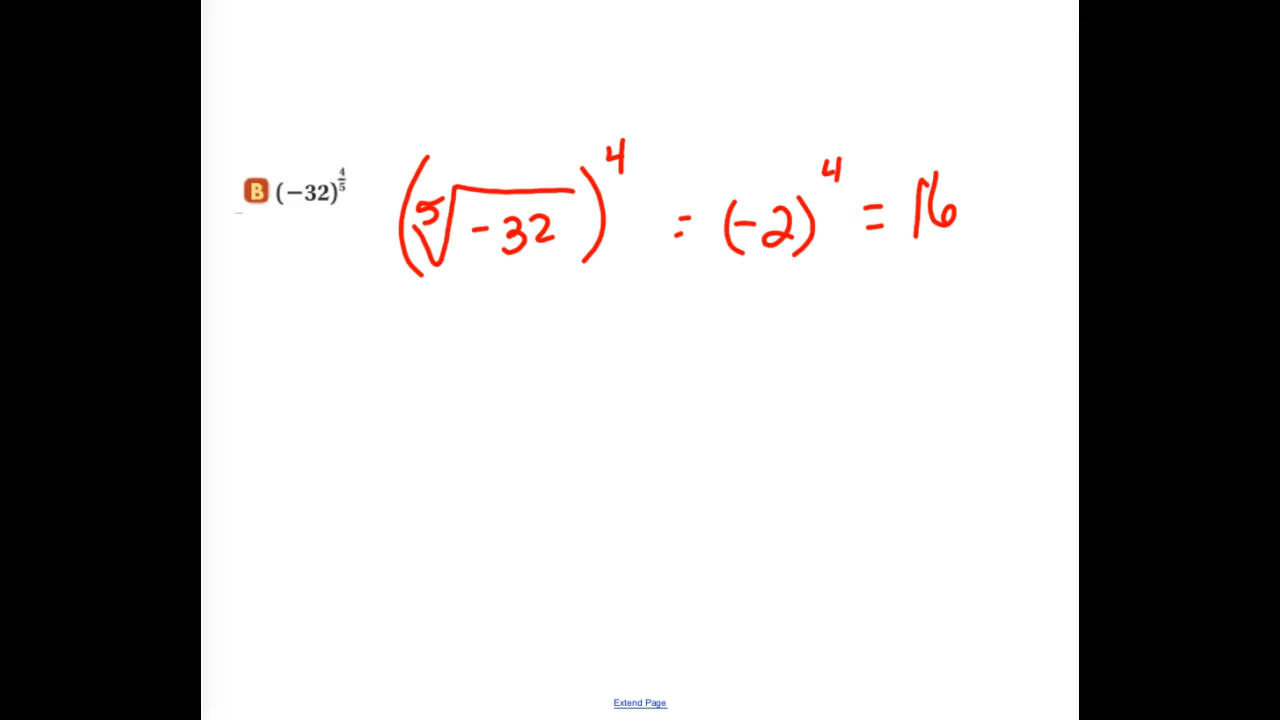 B (−32)^{4/5} (⁵√-32)⁴ = (-2)⁴ = 16
Extend Page